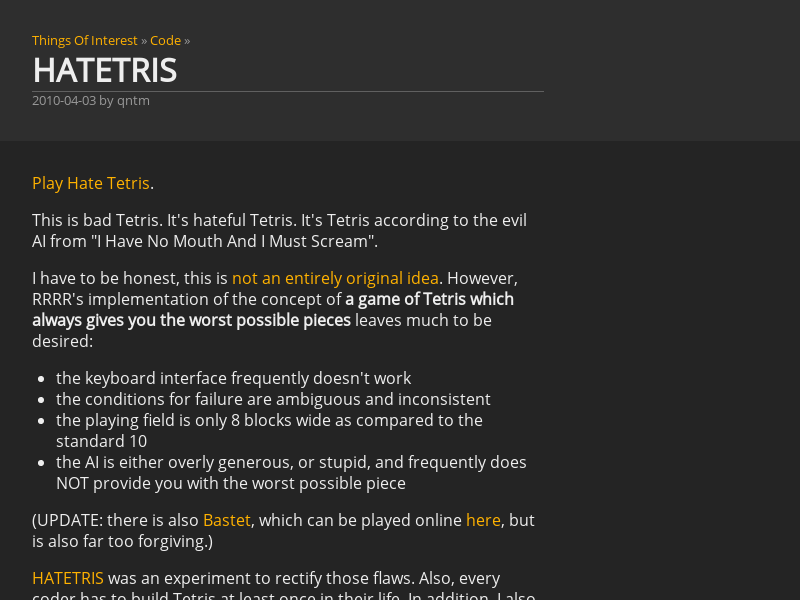 Things Of Interest » Code »
HATETRIS
2010-04-03 by qntm
Play Hate Tetris.
This is bad Tetris. It's hateful Tetris. It's Tetris according to the evil
AI from "I Have No Mouth And I Must Scream".
I have to be honest, this is not an entirely original idea. However,
RRRR's implementation of the concept of a game of Tetris which
always gives you the worst possible pieces leaves much to be
desired:
• the keyboard interface frequently doesn't work
• the conditions for failure are ambiguous and inconsistent
• the playing field is only 8 blocks wide as compared to the
standard 10
• the AI is either overly generous, or stupid, and frequently does
NOT provide you with the worst possible piece
(UPDATE: there is also Bastet, which can be played online here, but
is also far too forgiving.)
HATETRIS was an experiment to rectify those flaws. Also, every
coder has to build Tetris at least once in their life. In addition, I also